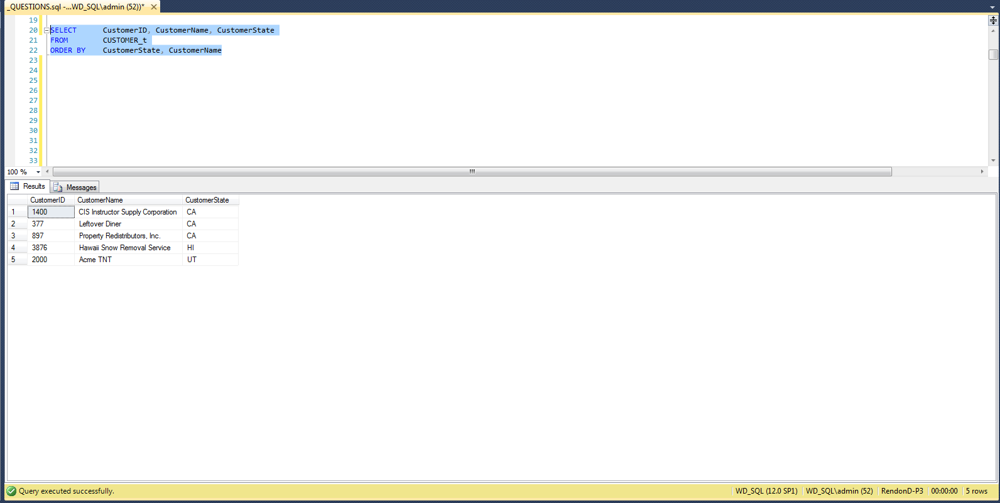 _QUESTIONS.sql -...WD_SQL\admin (52))*
19
20 SELECT CustomerID, CustomerName, CustomerState
21 FROM CUSTOMER_t
22 ORDER BY CustomerState, CustomerName
23
24
25
26
27
28
29
30
31
32
33
100 %
Results Messages
CustomerID CustomerName CustomerState
1 1400 CIS Instructor Supply Corporation CA
2 377 Leftover Diner CA
3 897 Property Redistributors, Inc. CA
4 3876 Hawaii Snow Removal Service HI
5 2000 Acme TNT UT
Query executed successfully. WD_SQL (12.0 SP1) WD_SQL\admin (52) RendonD-P3 00:00:00 5 rows